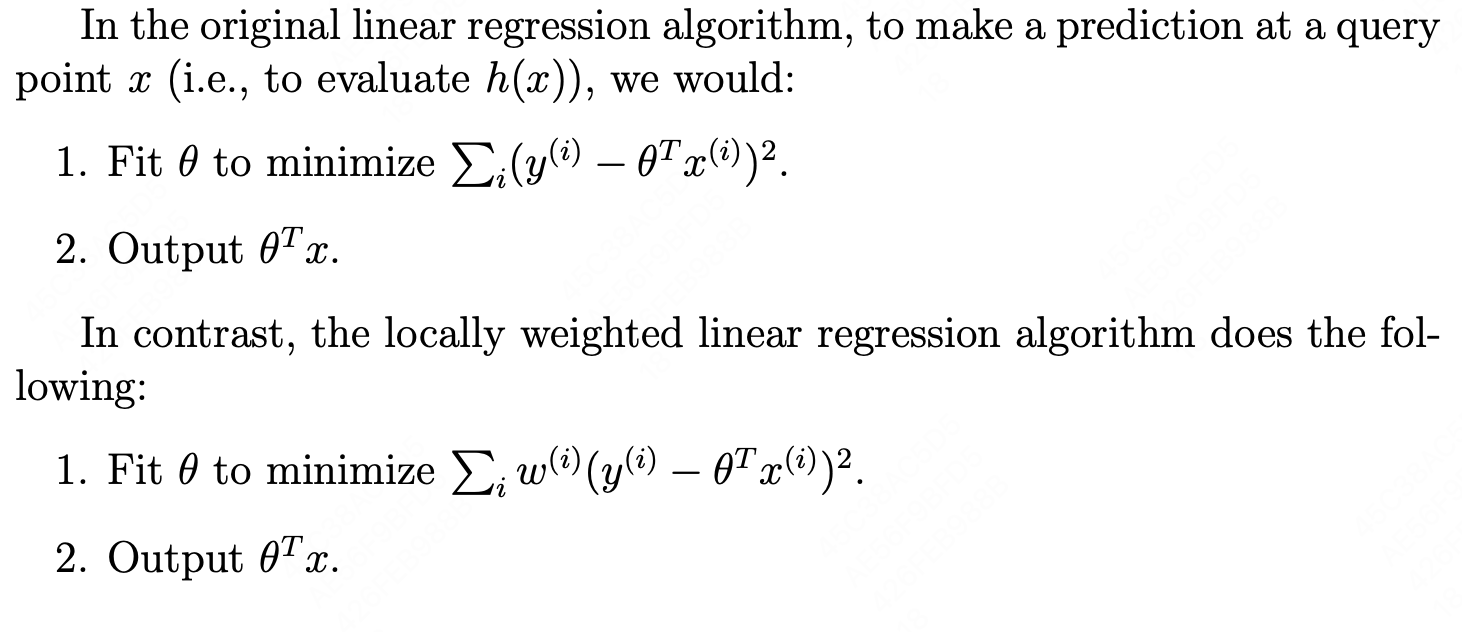 In the original linear regression algorithm, to make a prediction at a query
point x (i.e., to evaluate h(x)), we would:
1. Fit θ to minimize ∑ᵢ(y⁽ⁱ⁾ − θᵀx⁽ⁱ⁾)².
2. Output θᵀx.
In contrast, the locally weighted linear regression algorithm does the fol-
lowing:
1. Fit θ to minimize ∑ᵢ w⁽ⁱ⁾(y⁽ⁱ⁾ − θᵀx⁽ⁱ⁾)².
2. Output θᵀx.